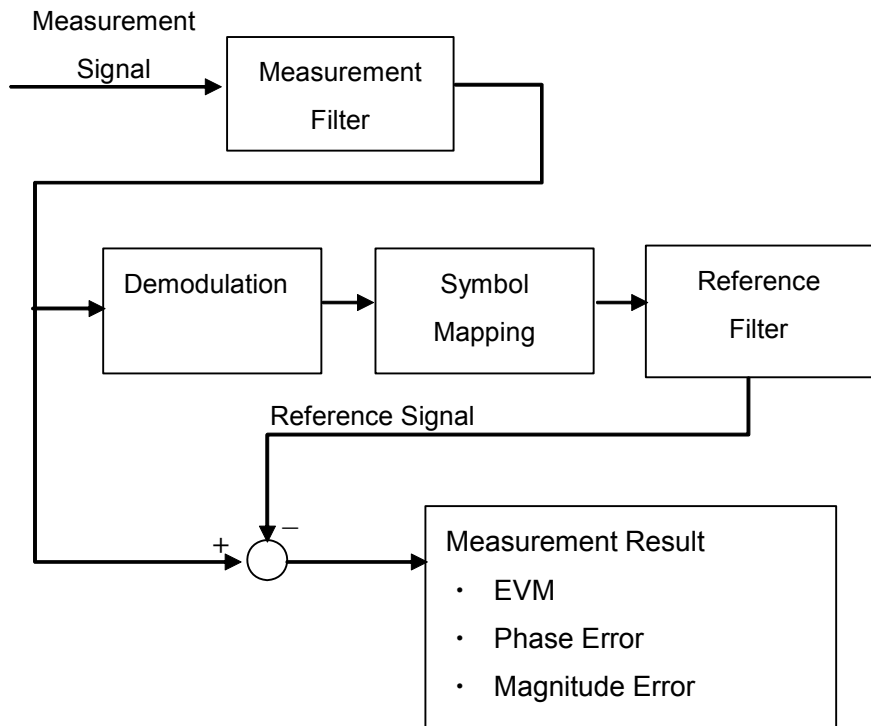 Measurement
Signal
Measurement
Filter
Demodulation
Symbol
Mapping
Reference
Filter
Reference Signal
+
−
Measurement Result
・ EVM
・ Phase Error
・ Magnitude Error